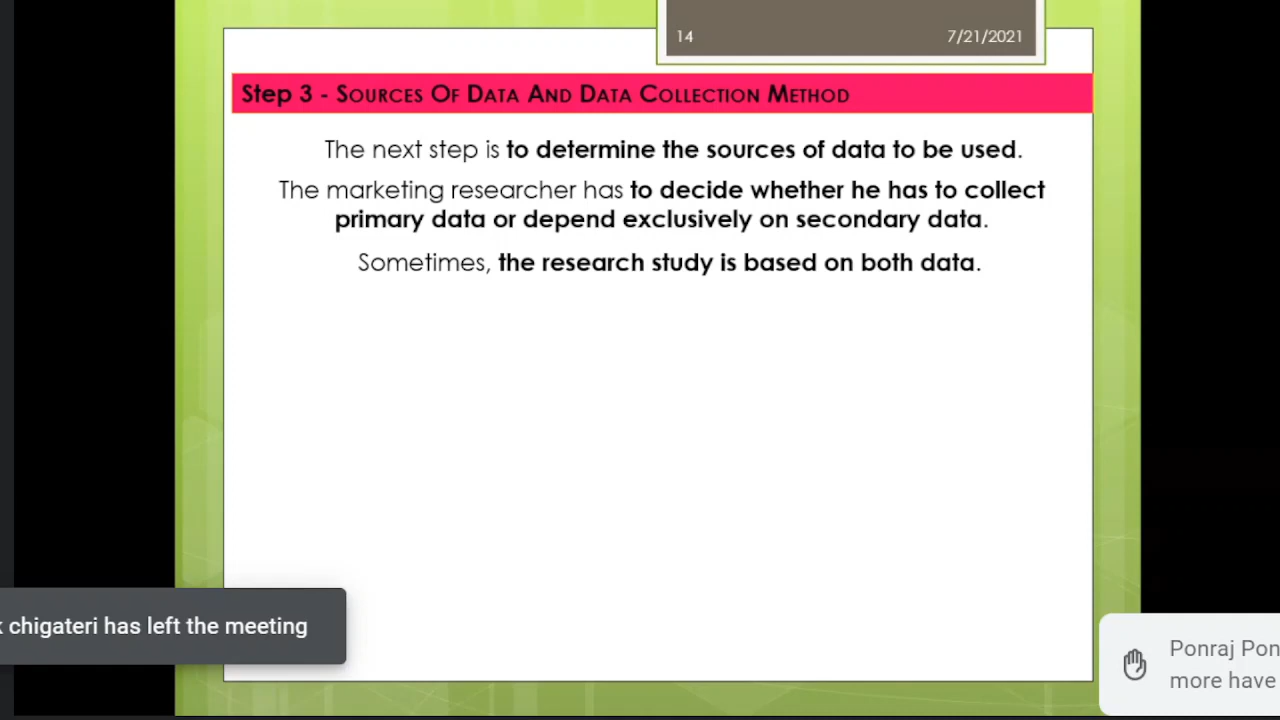 14 7/21/2021
Step 3 - Sources Of Data And Data Collection Method
The next step is to determine the sources of data to be used.
The marketing researcher has to decide whether he has to collect
primary data or depend exclusively on secondary data.
Sometimes, the research study is based on both data.
chigateri has left the meeting
Ponraj
more have